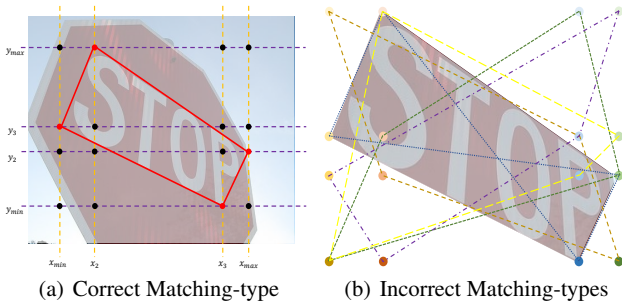 STOP
STOP
y_max
y_3
y_2
y_min
x_min x_2 x_3 x_max
(a) Correct Matching-type (b) Incorrect Matching-types